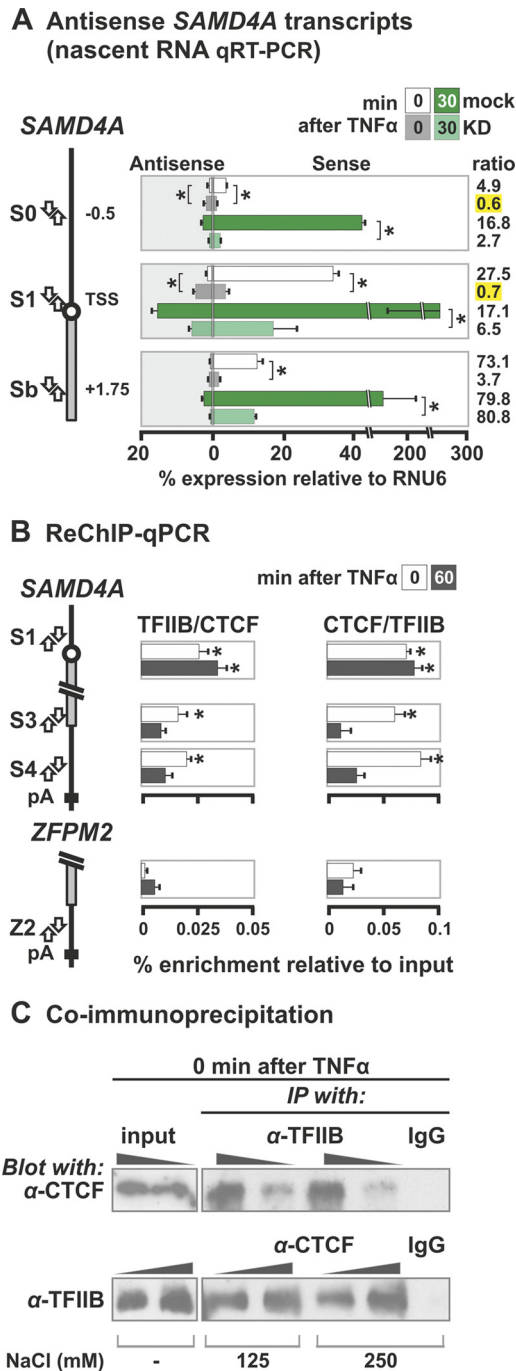 A Antisense SAMD4A transcripts
(nascent RNA qRT-PCR)
min 0 30 mock
after TNFα 0 30 KD
SAMD4A
Antisense Sense ratio
S0 -0.5
4.9
0.6
16.8
2.7
S1 TSS
27.5
0.7
17.1
6.5
Sb +1.75
73.1
3.7
79.8
80.8
* * *
* * *
* *
20 0 20 40 200 300
% expression relative to RNU6
B ReChIP-qPCR
SAMD4A
min after TNFα 0 60
TFIIB/CTCF CTCF/TFIIB
S1
* *
* *
S3
* *
S4
* *
pA
ZFPM2
Z2
pA
0 0.025 0.05 0 0.05 0.1
% enrichment relative to input
C Co-immunoprecipitation
0 min after TNFα
IP with:
input α-TFIIB IgG
Blot with:
α-CTCF
α-CTCF IgG
α-TFIIB
NaCl (mM) - 125 250